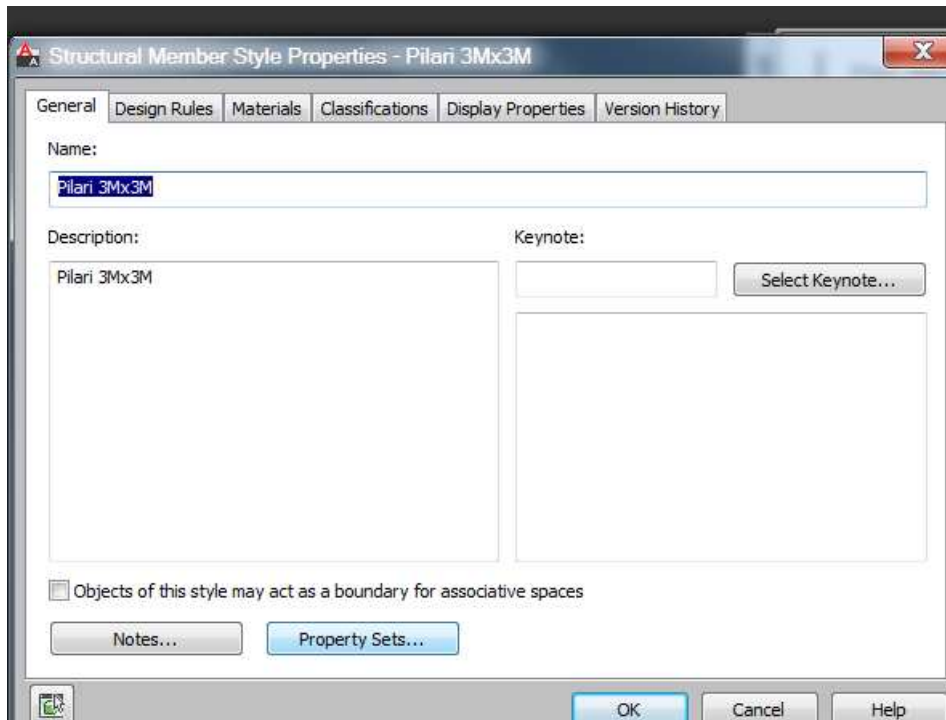 Structural Member Style Properties - Pilari 3Mx3M
General Design Rules Materials Classifications Display Properties Version History
Name:
Pilari 3Mx3M
Description:
Keynote:
Pilari 3Mx3M
Select Keynote...
Objects of this style may act as a boundary for associative spaces
Notes... Property Sets...
OK Cancel Help